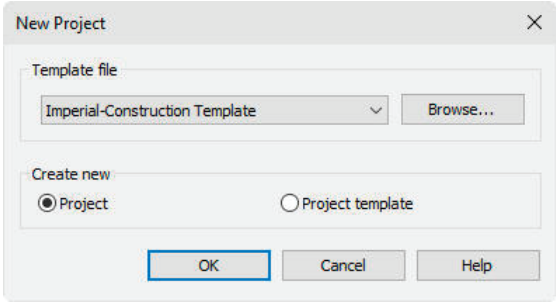 New Project
Template file
Imperial-Construction Template
Browse...
Create new
Project
Project template
OK
Cancel
Help